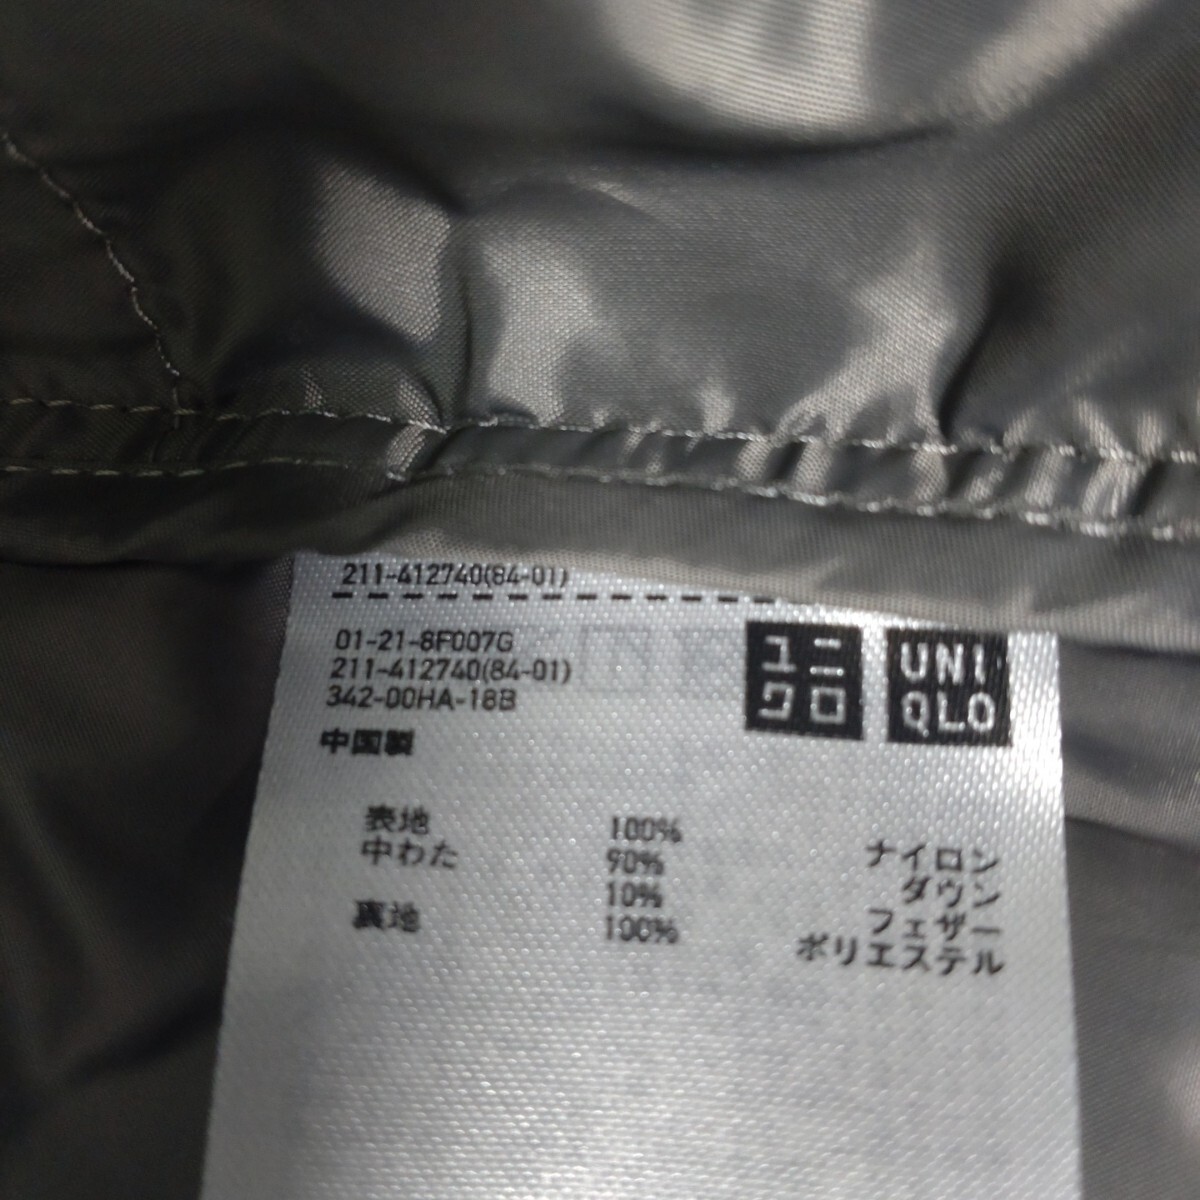 211-412740(84-01)
01-21-8F007G
211-412740(84-01)
342-00HA-18B
中国製
ユニ
クロ
UNI
QLO
表地 100% ナイロン
中わた 90% ダウン
10% フェザー
裏地 100% ポリエステル